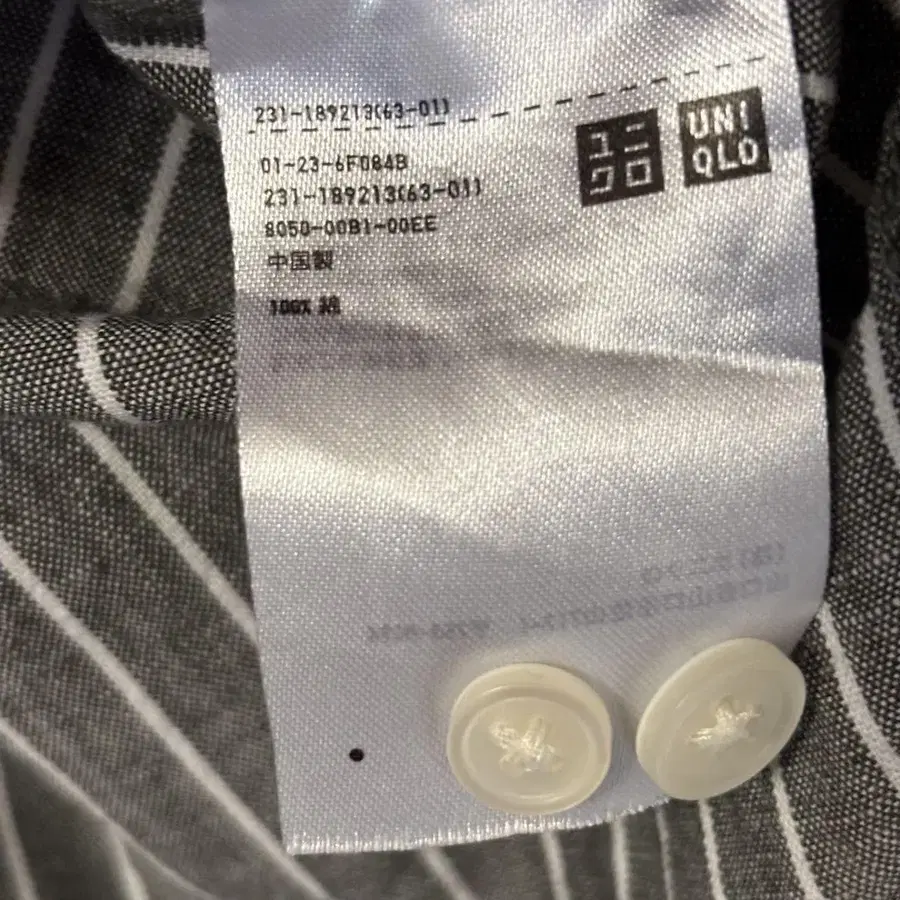 231-189213(63-01)
01-23-6F084B
231-189213(63-01)
8050-00B1-00EE
中国製
100% 綿
ユニ
クロ
UNI
QLO